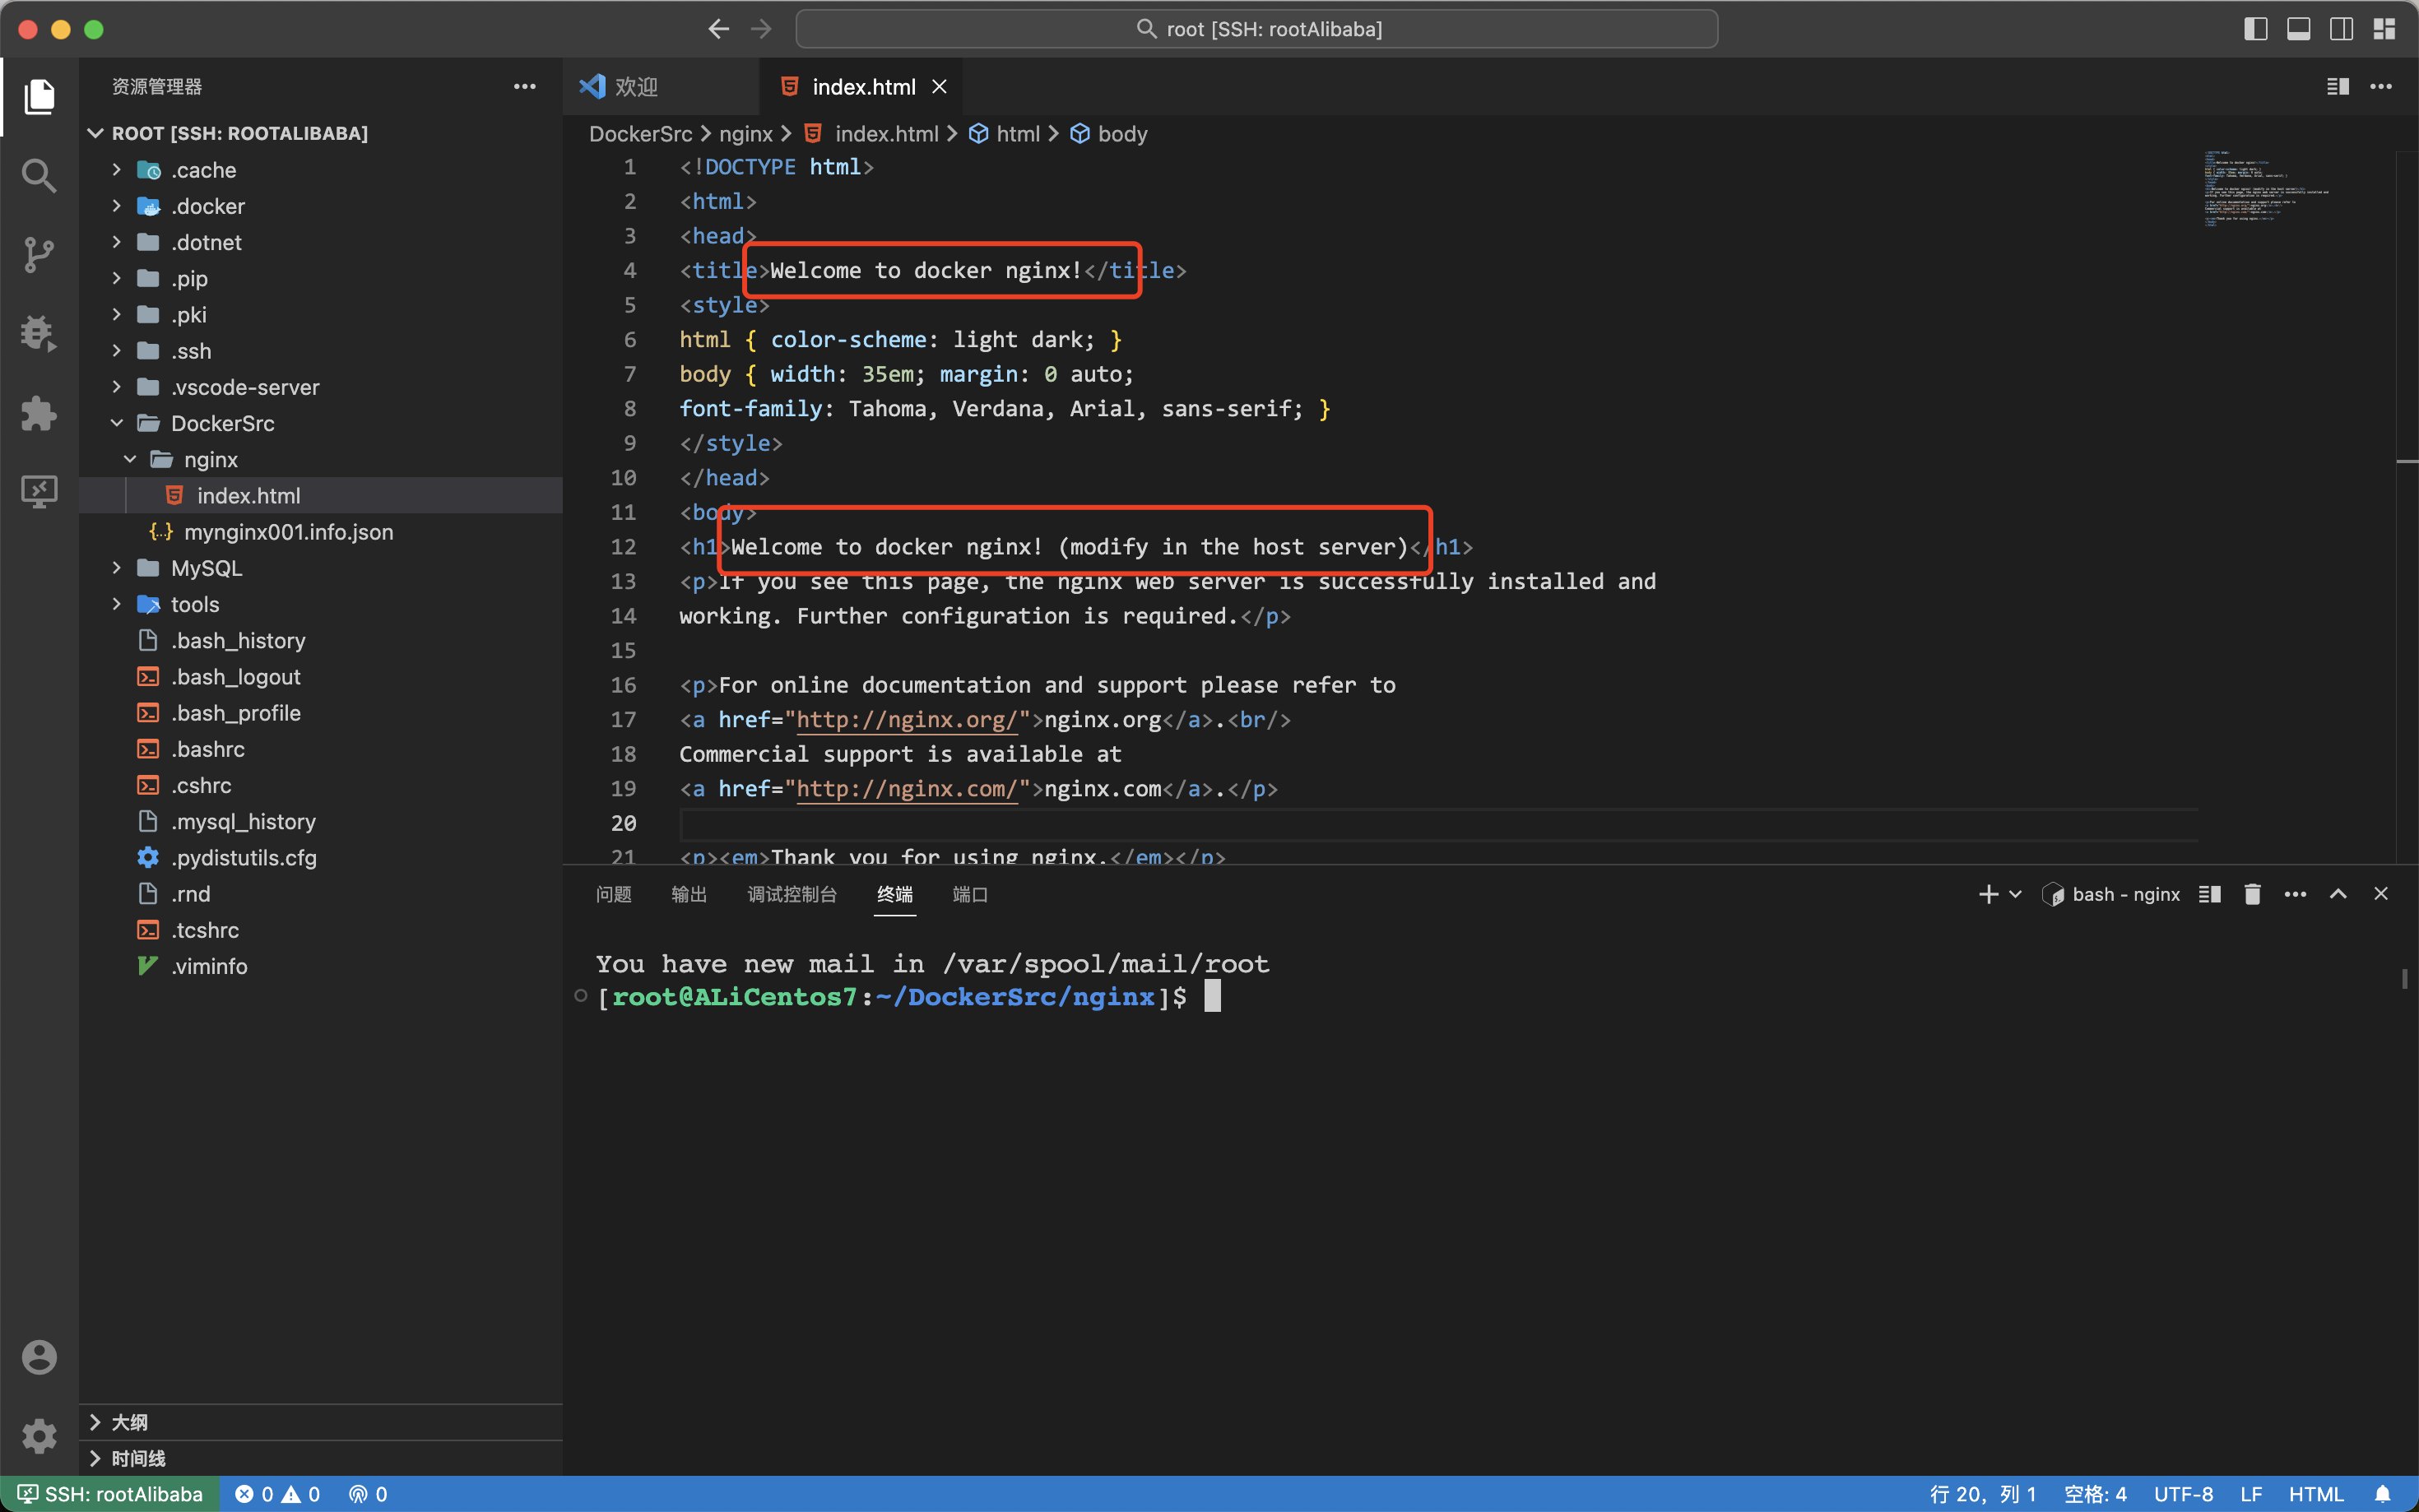 root [SSH: rootAlibaba]
资源管理器
欢迎
index.html
ROOT [SSH: ROOTALIBABA]
.cache
.docker
.dotnet
.pip
.pki
.ssh
.vscode-server
DockerSrc
nginx
index.html
mynginx001.info.json
MySQL
tools
.bash_history
.bash_logout
.bash_profile
.bashrc
.cshrc
.mysql_history
.pydistutils.cfg
.rnd
.tcshrc
.viminfo
大纲
时间线
DockerSrc > nginx > index.html > html > body
1 <!DOCTYPE html>
2 <html>
3 <head>
4 <title>Welcome to docker nginx!</title>
5 <style>
6 html { color-scheme: light dark; }
7 body { width: 35em; margin: 0 auto;
8 font-family: Tahoma, Verdana, Arial, sans-serif; }
9 </style>
10 </head>
11 <body>
12 <h1>Welcome to docker nginx! (modify in the host server)</h1>
13 <p>If you see this page, the nginx web server is successfully installed and
14 working. Further configuration is required.</p>
15
16 <p>For online documentation and support please refer to
17 <a href="http://nginx.org/">nginx.org</a>.<br/>
18 Commercial support is available at
19 <a href="http://nginx.com/">nginx.com</a>.</p>
20
21 <p><em>Thank you for using nginx.</em></p>
问题 输出 调试控制台 终端 端口
bash - nginx
You have new mail in /var/spool/mail/root
[root@ALiCentos7:~/DockerSrc/nginx]$
SSH: rootAlibaba 0 0 0
行 20，列 1 空格: 4 UTF-8 LF HTML